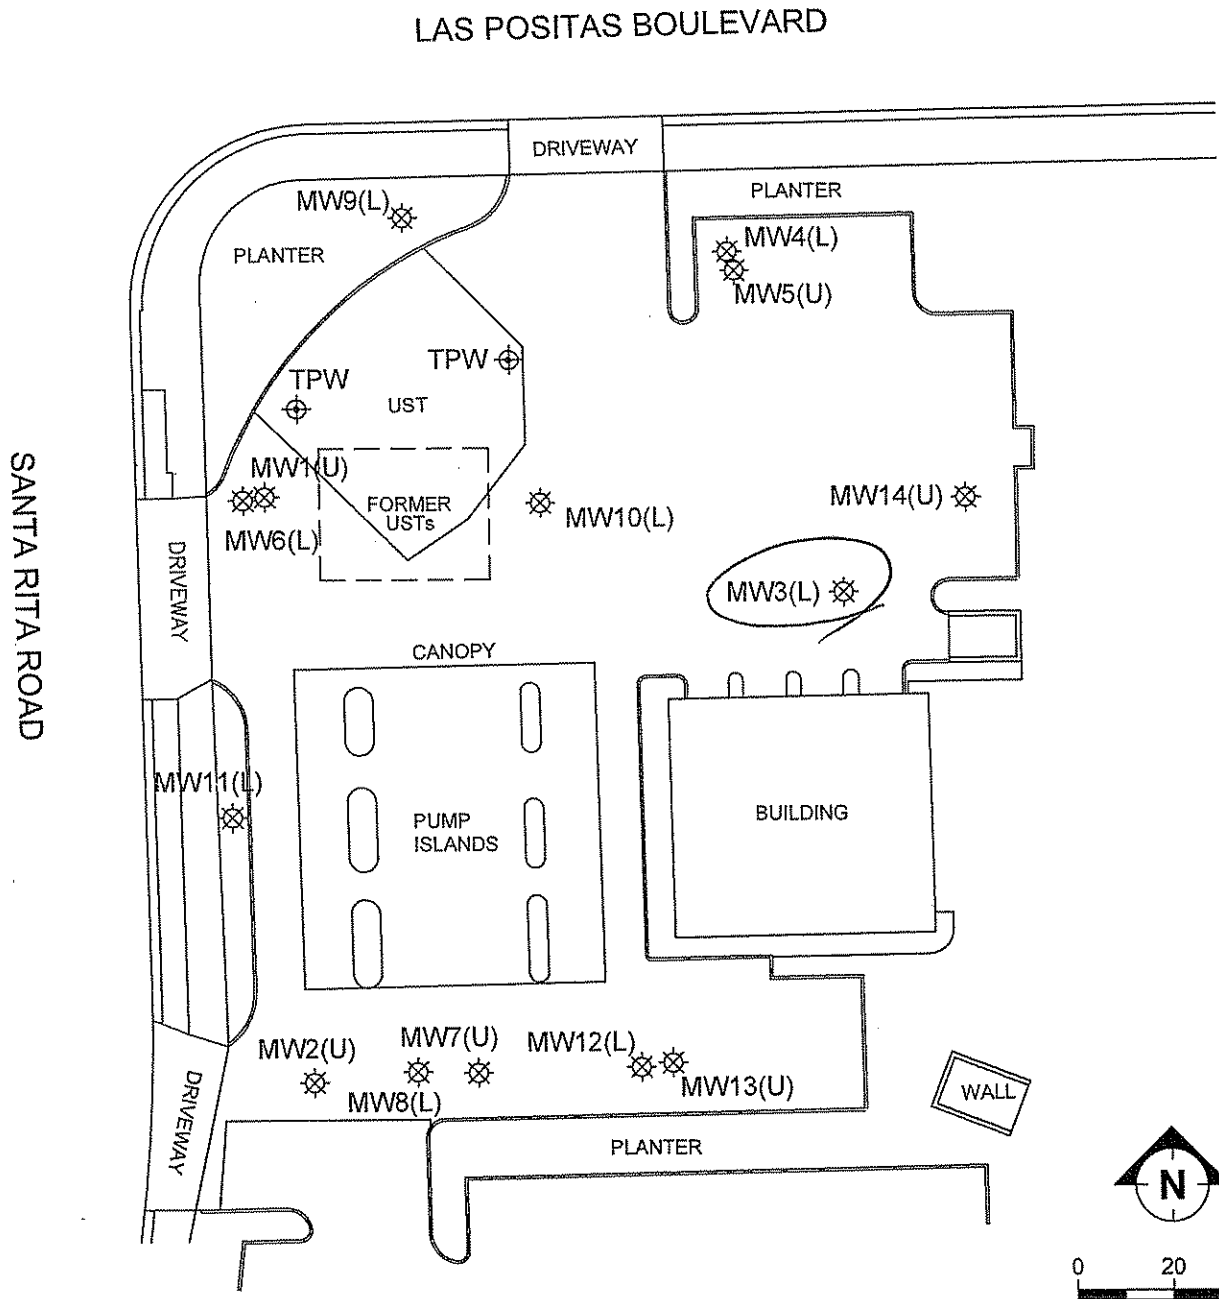 LAS POSITAS BOULEVARD
DRIVEWAY
PLANTER
MW9(L)
PLANTER
MW4(L)
MW5(U)
TPW
TPW
UST
MW1(U)
FORMER
USTs
MW6(L)
MW10(L)
MW14(U)
SANTA RITA ROAD
DRIVEWAY
MW3(L)
CANOPY
MW11(L)
PUMP
ISLANDS
BUILDING
MW2(U)
MW7(U)
MW12(L)
MW8(L)
MW13(U)
DRIVEWAY
WALL
PLANTER
N
0 20